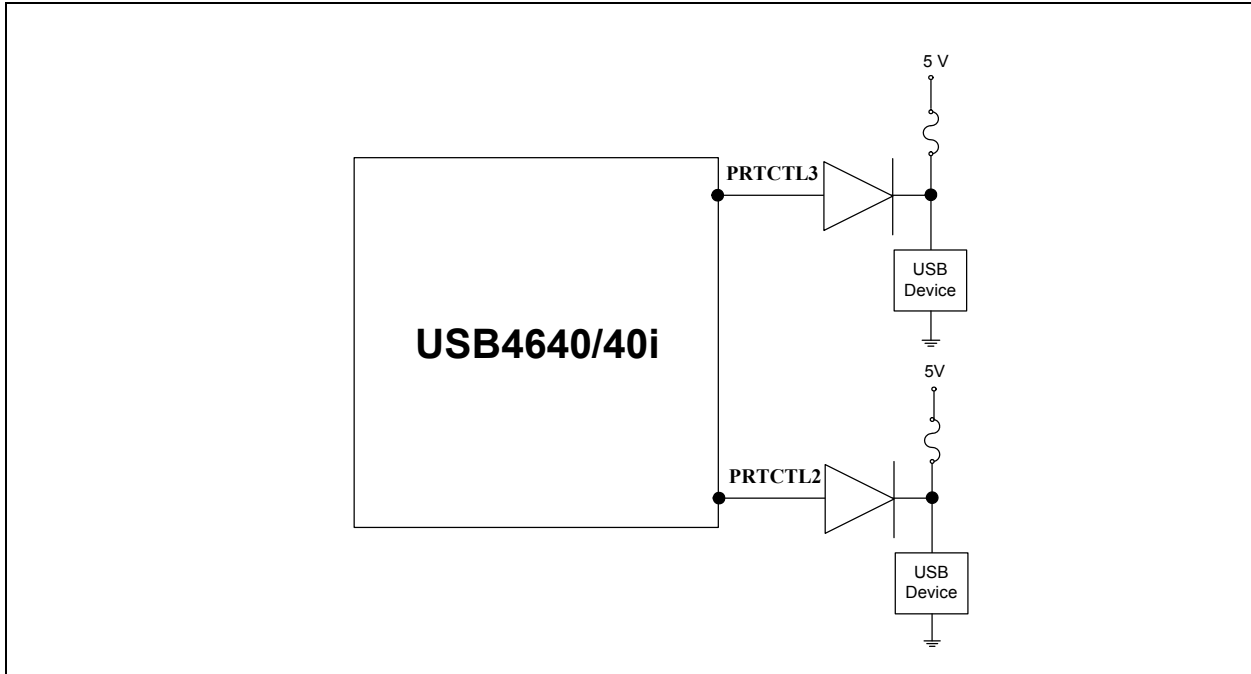 5 V
PRTCTL3
USB
Device
USB4640/40i
5V
PRTCTL2
USB
Device